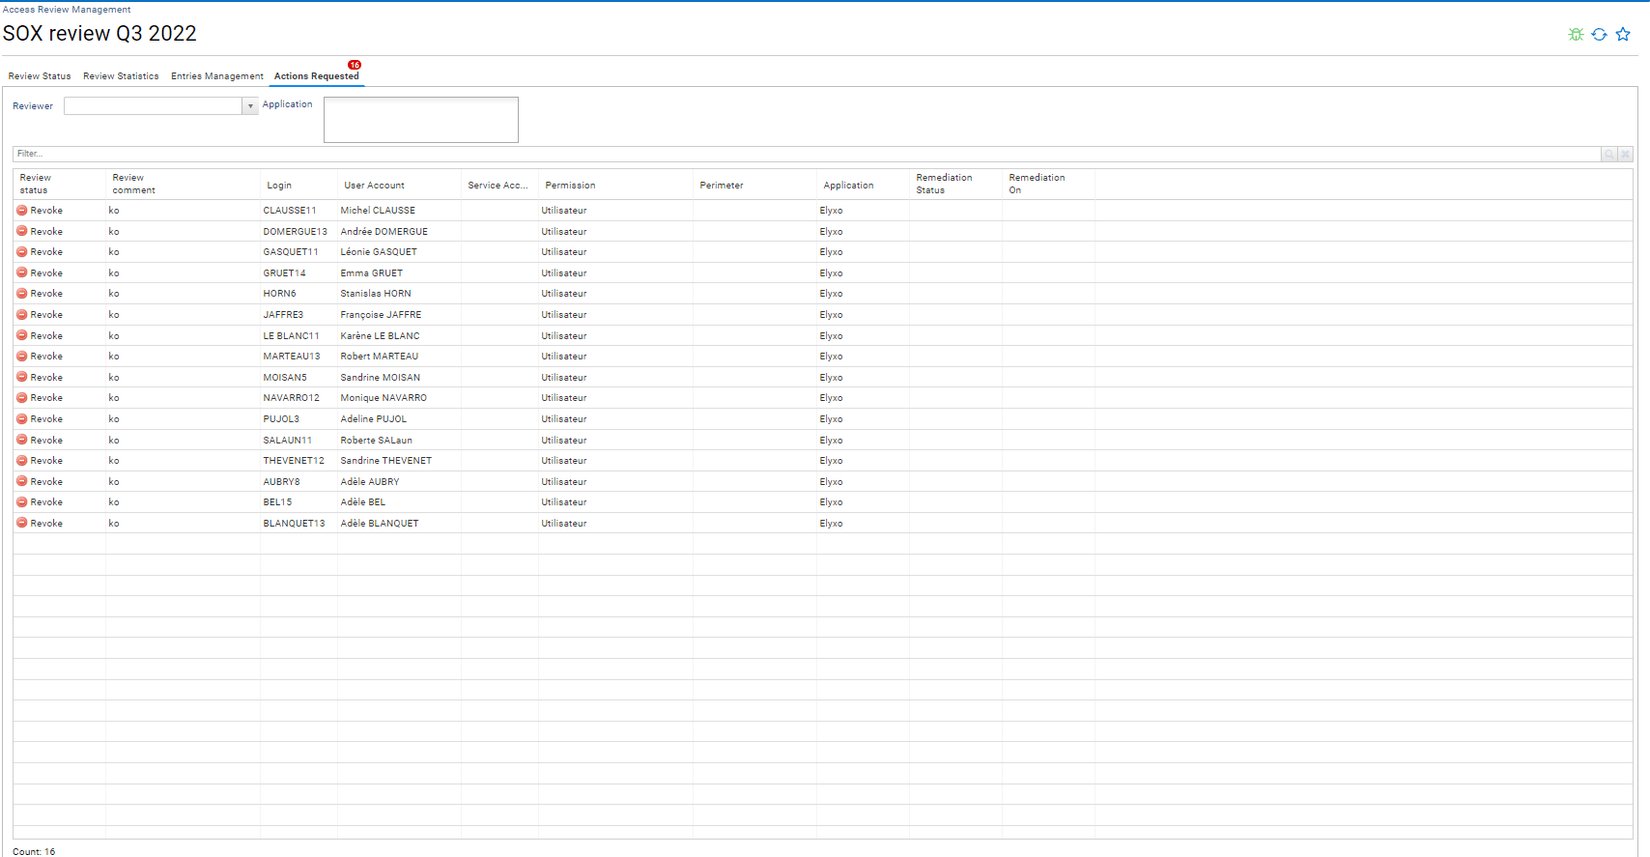 Access Review Management
SOX review Q3 2022
16
Review Status Review Statistics Entries Management Actions Requested
Reviewer Application
Filter...
Review status Review comment Login User Account Service Acc... Permission Perimeter Application Remediation Status Remediation On
Revoke ko CLAUSSE11 Michel CLAUSSE Utilisateur Elyxo
Revoke ko DOMERGUE13 Andrée DOMERGUE Utilisateur Elyxo
Revoke ko GASQUET11 Léonie GASQUET Utilisateur Elyxo
Revoke ko GRUET14 Emma GRUET Utilisateur Elyxo
Revoke ko HORN6 Stanislas HORN Utilisateur Elyxo
Revoke ko JAFFRE3 Françoise JAFFRE Utilisateur Elyxo
Revoke ko LE BLANC11 Karène LE BLANC Utilisateur Elyxo
Revoke ko MARTEAU13 Robert MARTEAU Utilisateur Elyxo
Revoke ko MOISAN5 Sandrine MOISAN Utilisateur Elyxo
Revoke ko NAVARRO12 Monique NAVARRO Utilisateur Elyxo
Revoke ko PUJOL3 Adeline PUJOL Utilisateur Elyxo
Revoke ko SALAUN11 Roberte SALaun Utilisateur Elyxo
Revoke ko THEVENET12 Sandrine THEVENET Utilisateur Elyxo
Revoke ko AUBRY8 Adèle AUBRY Utilisateur Elyxo
Revoke ko BEL15 Adèle BEL Utilisateur Elyxo
Revoke ko BLANQUET13 Adèle BLANQUET Utilisateur Elyxo
Count: 16